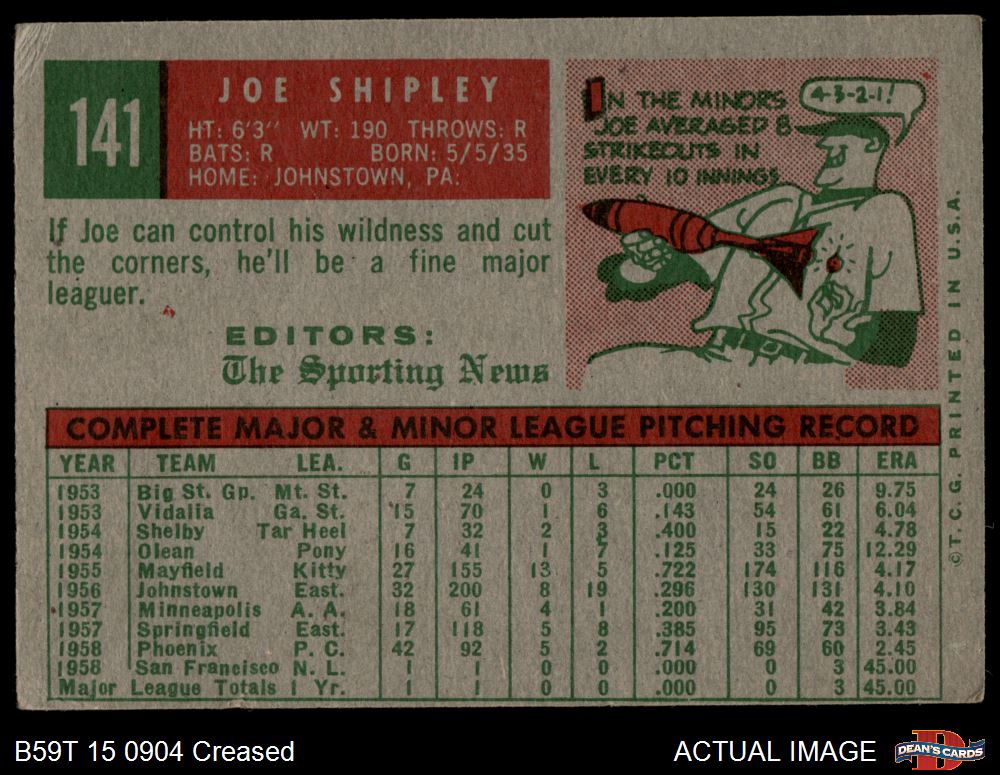 141
JOE SHIPLEY
HT: 6'3" WT: 190 THROWS: R
BATS: R BORN: 5/5/35
HOME: JOHNSTOWN, PA.
IN THE MINORS
JOE AVERAGED 8
STRIKEOUTS IN
EVERY 10 INNINGS
4-3-2-1!
If Joe can control his wildness and cut
the corners, he'll be a fine major
leaguer.
EDITORS:
The Sporting News
COMPLETE MAJOR & MINOR LEAGUE PITCHING RECORD
YEAR TEAM LEA. G IP W L PCT SO BB ERA
1953 Big St. Gp. Mt. St. 7 24 0 3 .000 24 26 9.75
1953 Vidalia Ga. St. 15 70 1 6 .143 54 61 6.04
1954 Shelby Tar Heel 7 32 2 3 .400 15 22 4.78
1954 Olean Pony 16 41 1 7 .125 33 75 12.29
1955 Mayfield Kitty 27 155 13 5 .722 174 116 4.17
1956 Johnstown East. 32 200 8 19 .296 130 131 4.10
1957 Minneapolis A. A. 18 61 4 1 .200 31 42 3.84
1957 Springfield East. 17 118 5 8 .385 95 73 3.43
1958 Phoenix P. C. 42 92 5 2 .714 69 60 2.45
1958 San Francisco N. L. 1 1 0 0 .000 0 3 45.00
Major League Totals 1 Yr. 1 1 0 0 .000 0 3 45.00
©T. C. G. PRINTED IN U.S.A.
B59T 15 0904 Creased
ACTUAL IMAGE
DEAN'S CARDS